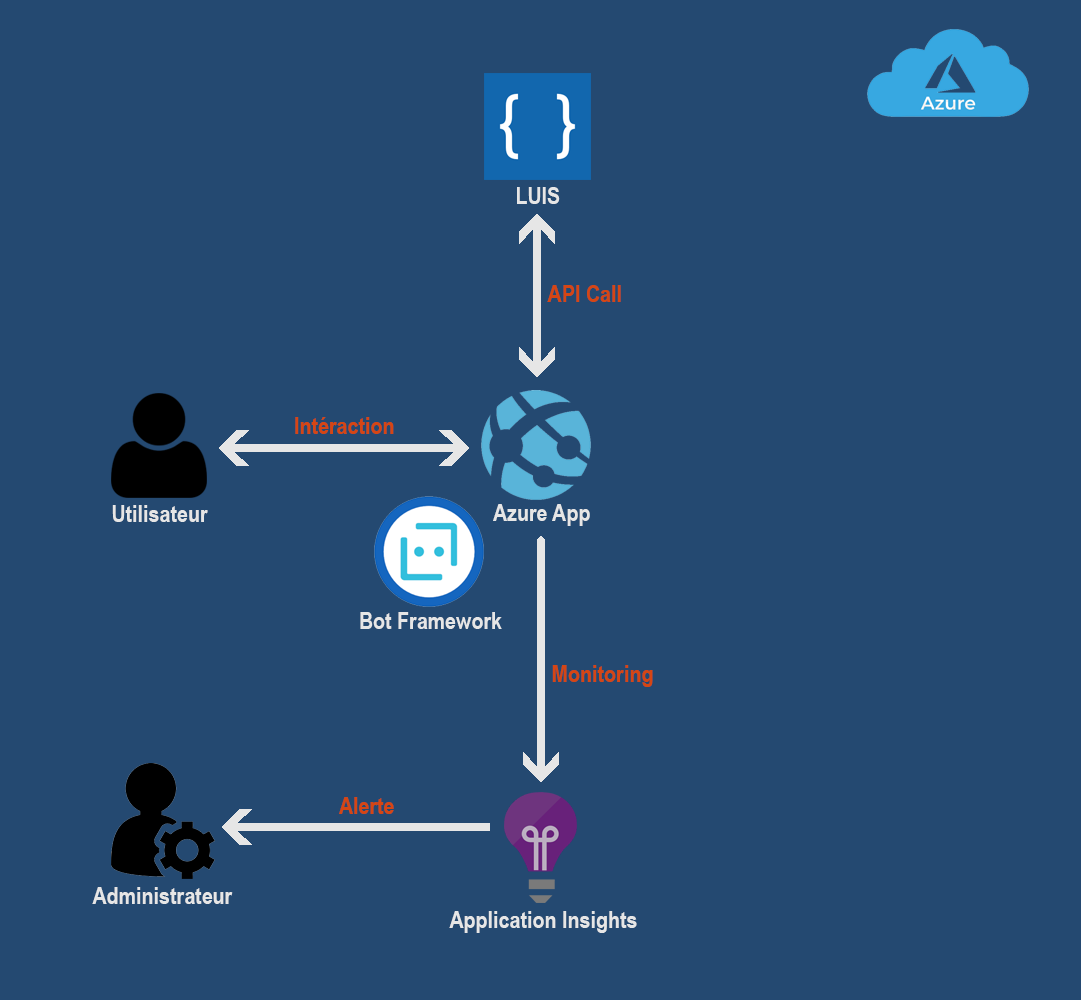 Azure
{ }
LUIS
API Call
Intéraction
Utilisateur
Azure App
Bot Framework
Monitoring
Alerte
Administrateur
Application Insights